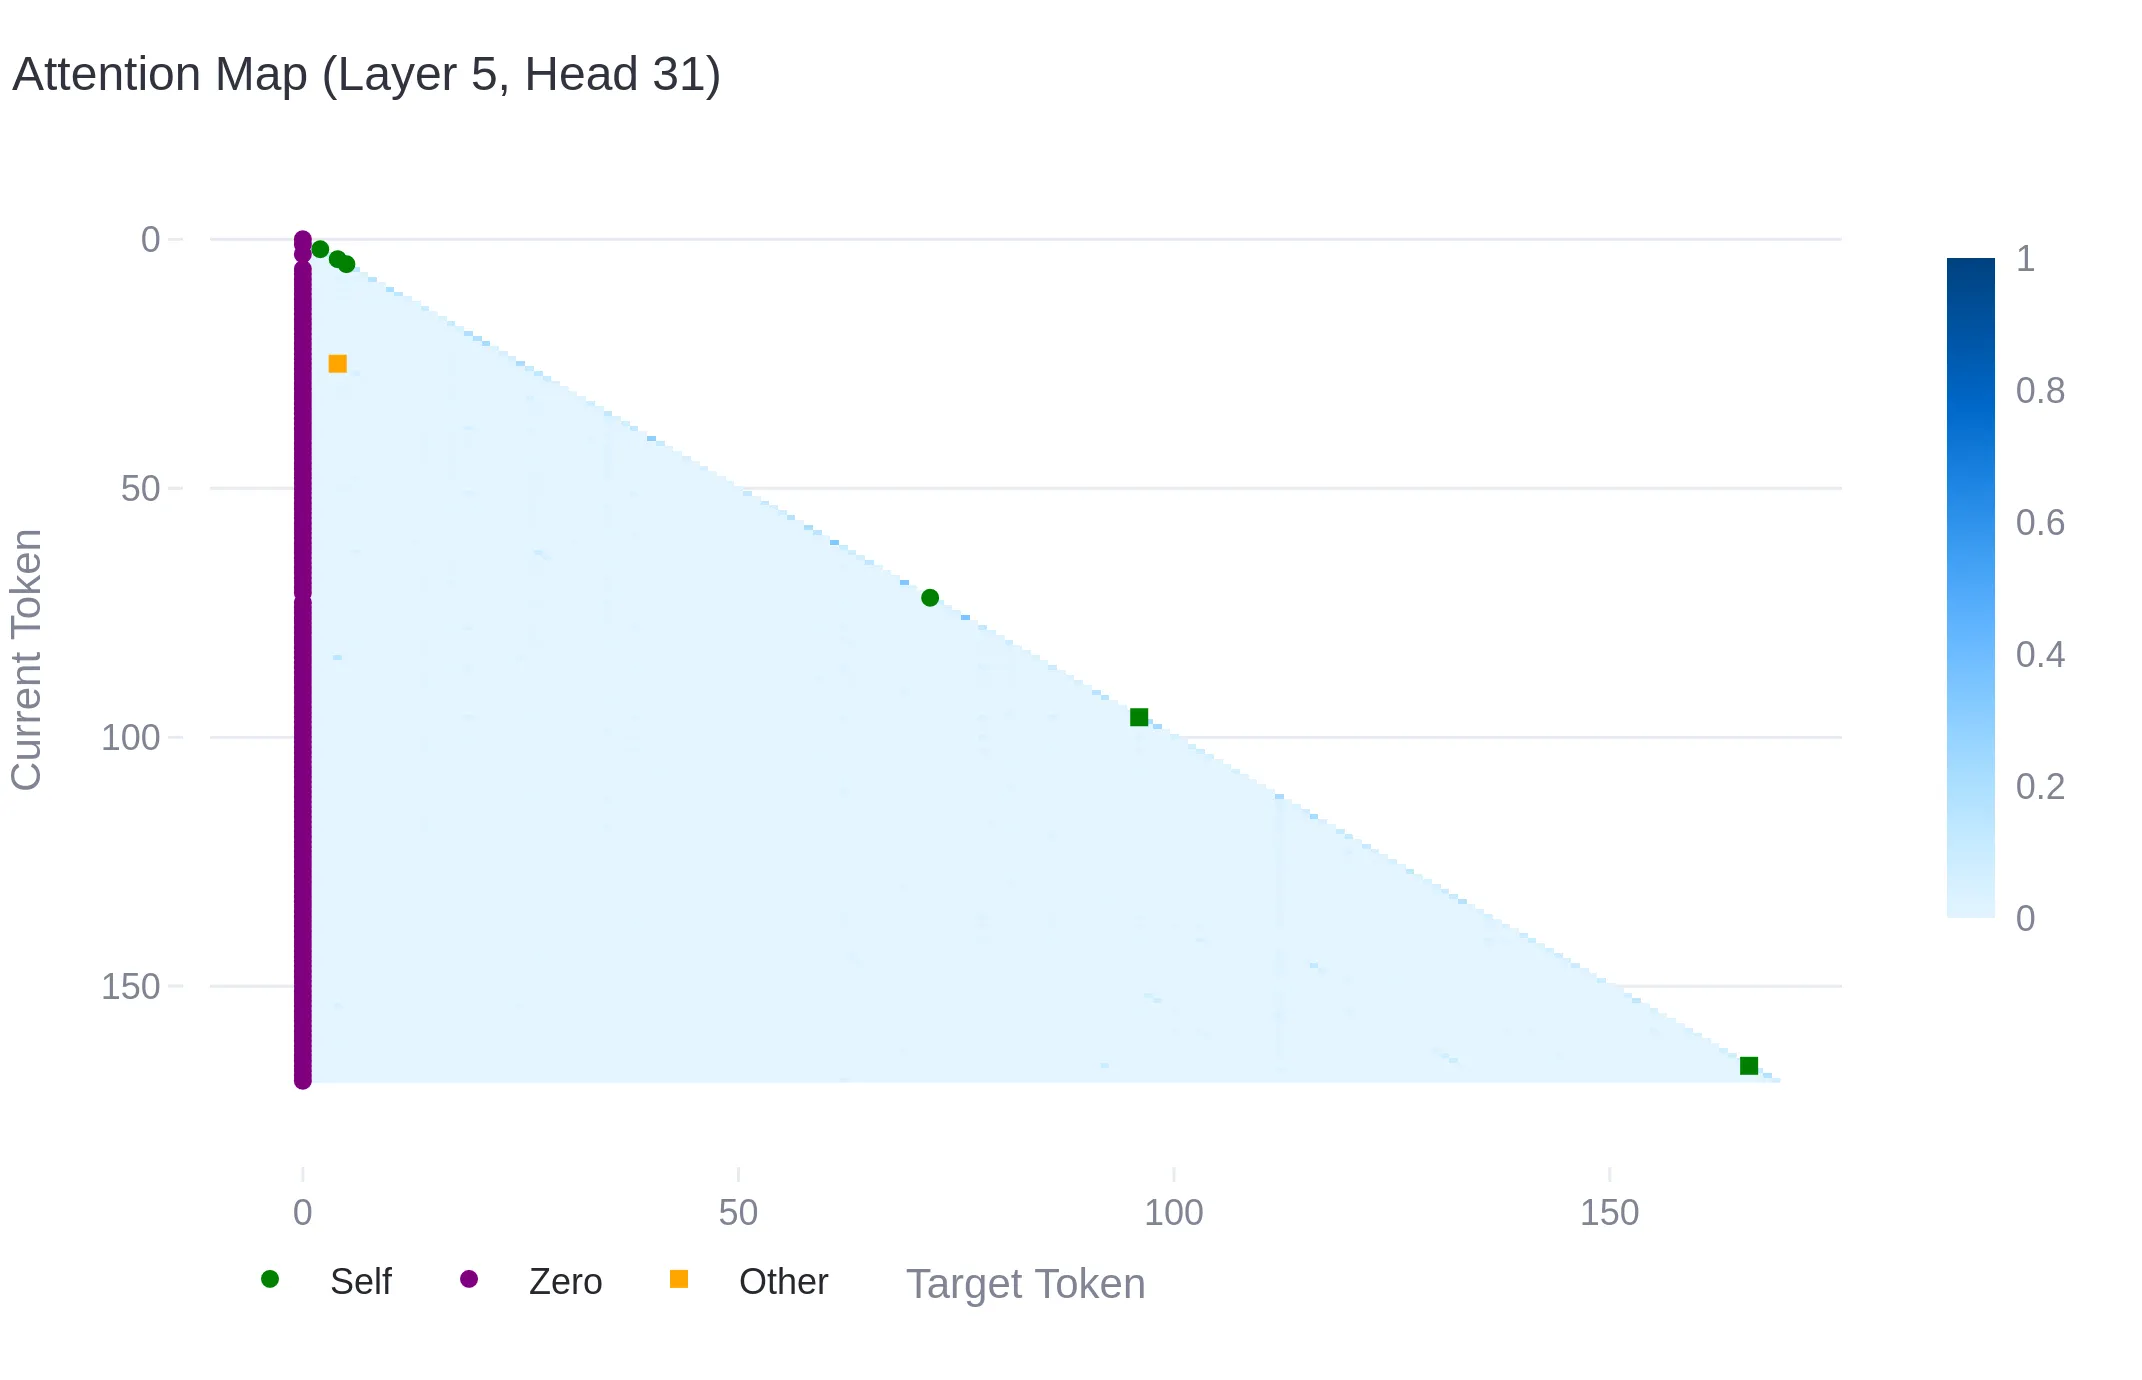 Attention Map (Layer 5, Head 31)
0
50
100
150
Current Token
1
0.8
0.6
0.4
0.2
0
0 50 100 150
Self Zero Other Target Token